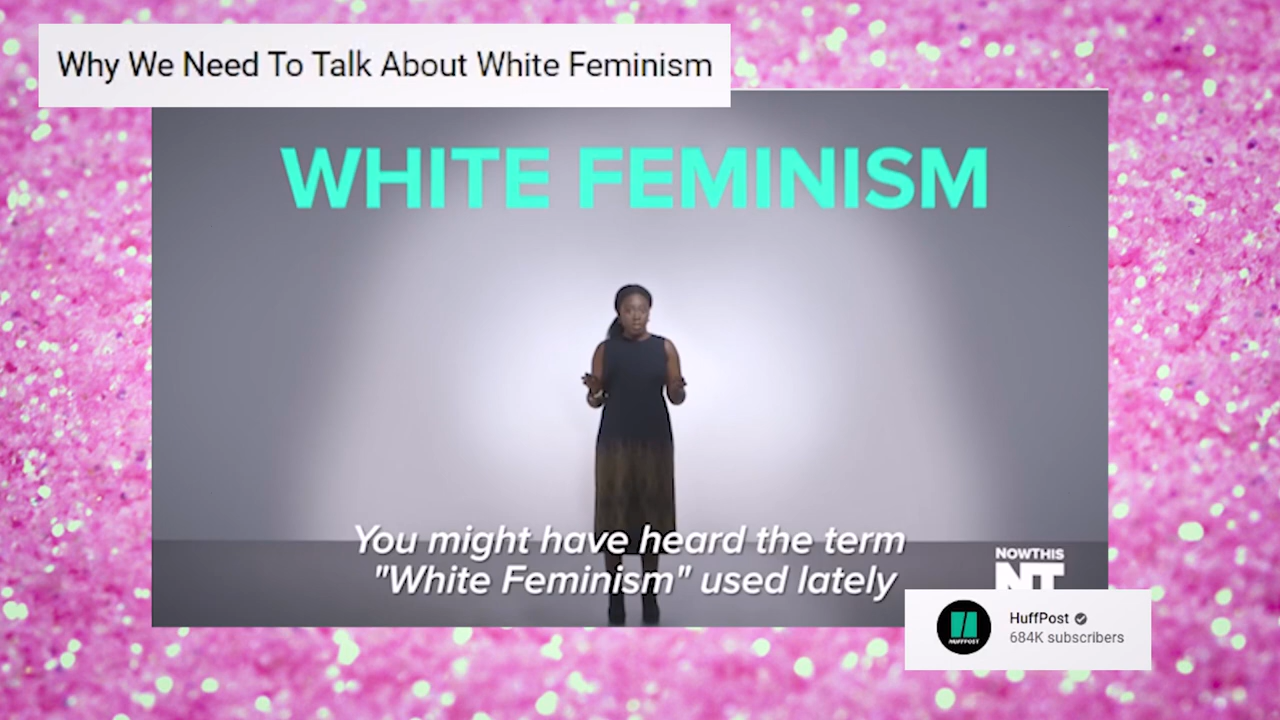 Why We Need To Talk About White Feminism
WHITE FEMINISM
You might have heard the term
"White Feminism" used lately
NOWTHIS
NT
HuffPost
684K subscribers
HUFFPOST